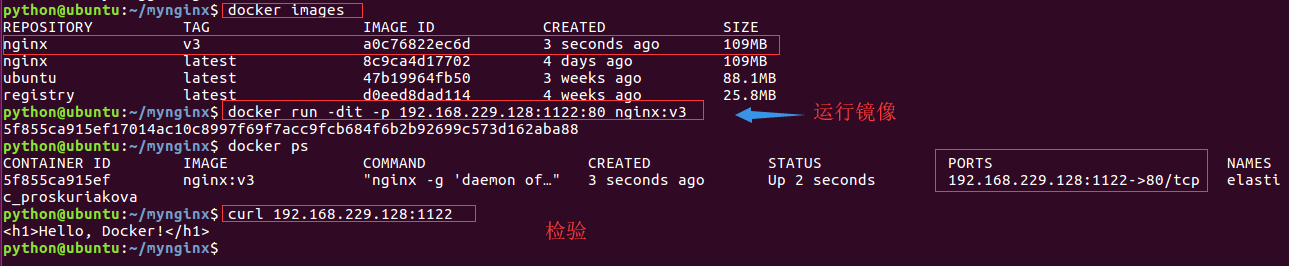 python@ubuntu:~/mynginx$ docker images
REPOSITORY TAG IMAGE ID CREATED SIZE
nginx v3 a0c76822ec6d 3 seconds ago 109MB
nginx latest 8c9ca4d17702 4 days ago 109MB
ubuntu latest 47b19964fb50 3 weeks ago 88.1MB
registry latest d0eed8dad114 4 weeks ago 25.8MB
python@ubuntu:~/mynginx$ docker run -dit -p 192.168.229.128:1122:80 nginx:v3 运行镜像
5f855ca915ef17014ac10c8997f69f7acc9fcb684f6b2b92699c573d162aba88
python@ubuntu:~/mynginx$ docker ps
CONTAINER ID IMAGE COMMAND CREATED STATUS PORTS NAMES
5f855ca915ef nginx:v3 "nginx -g 'daemon of…" 3 seconds ago Up 2 seconds 192.168.229.128:1122->80/tcp elasti
c_proskuriakova
python@ubuntu:~/mynginx$ curl 192.168.229.128:1122
<h1>Hello, Docker!</h1> 检验
python@ubuntu:~/mynginx$